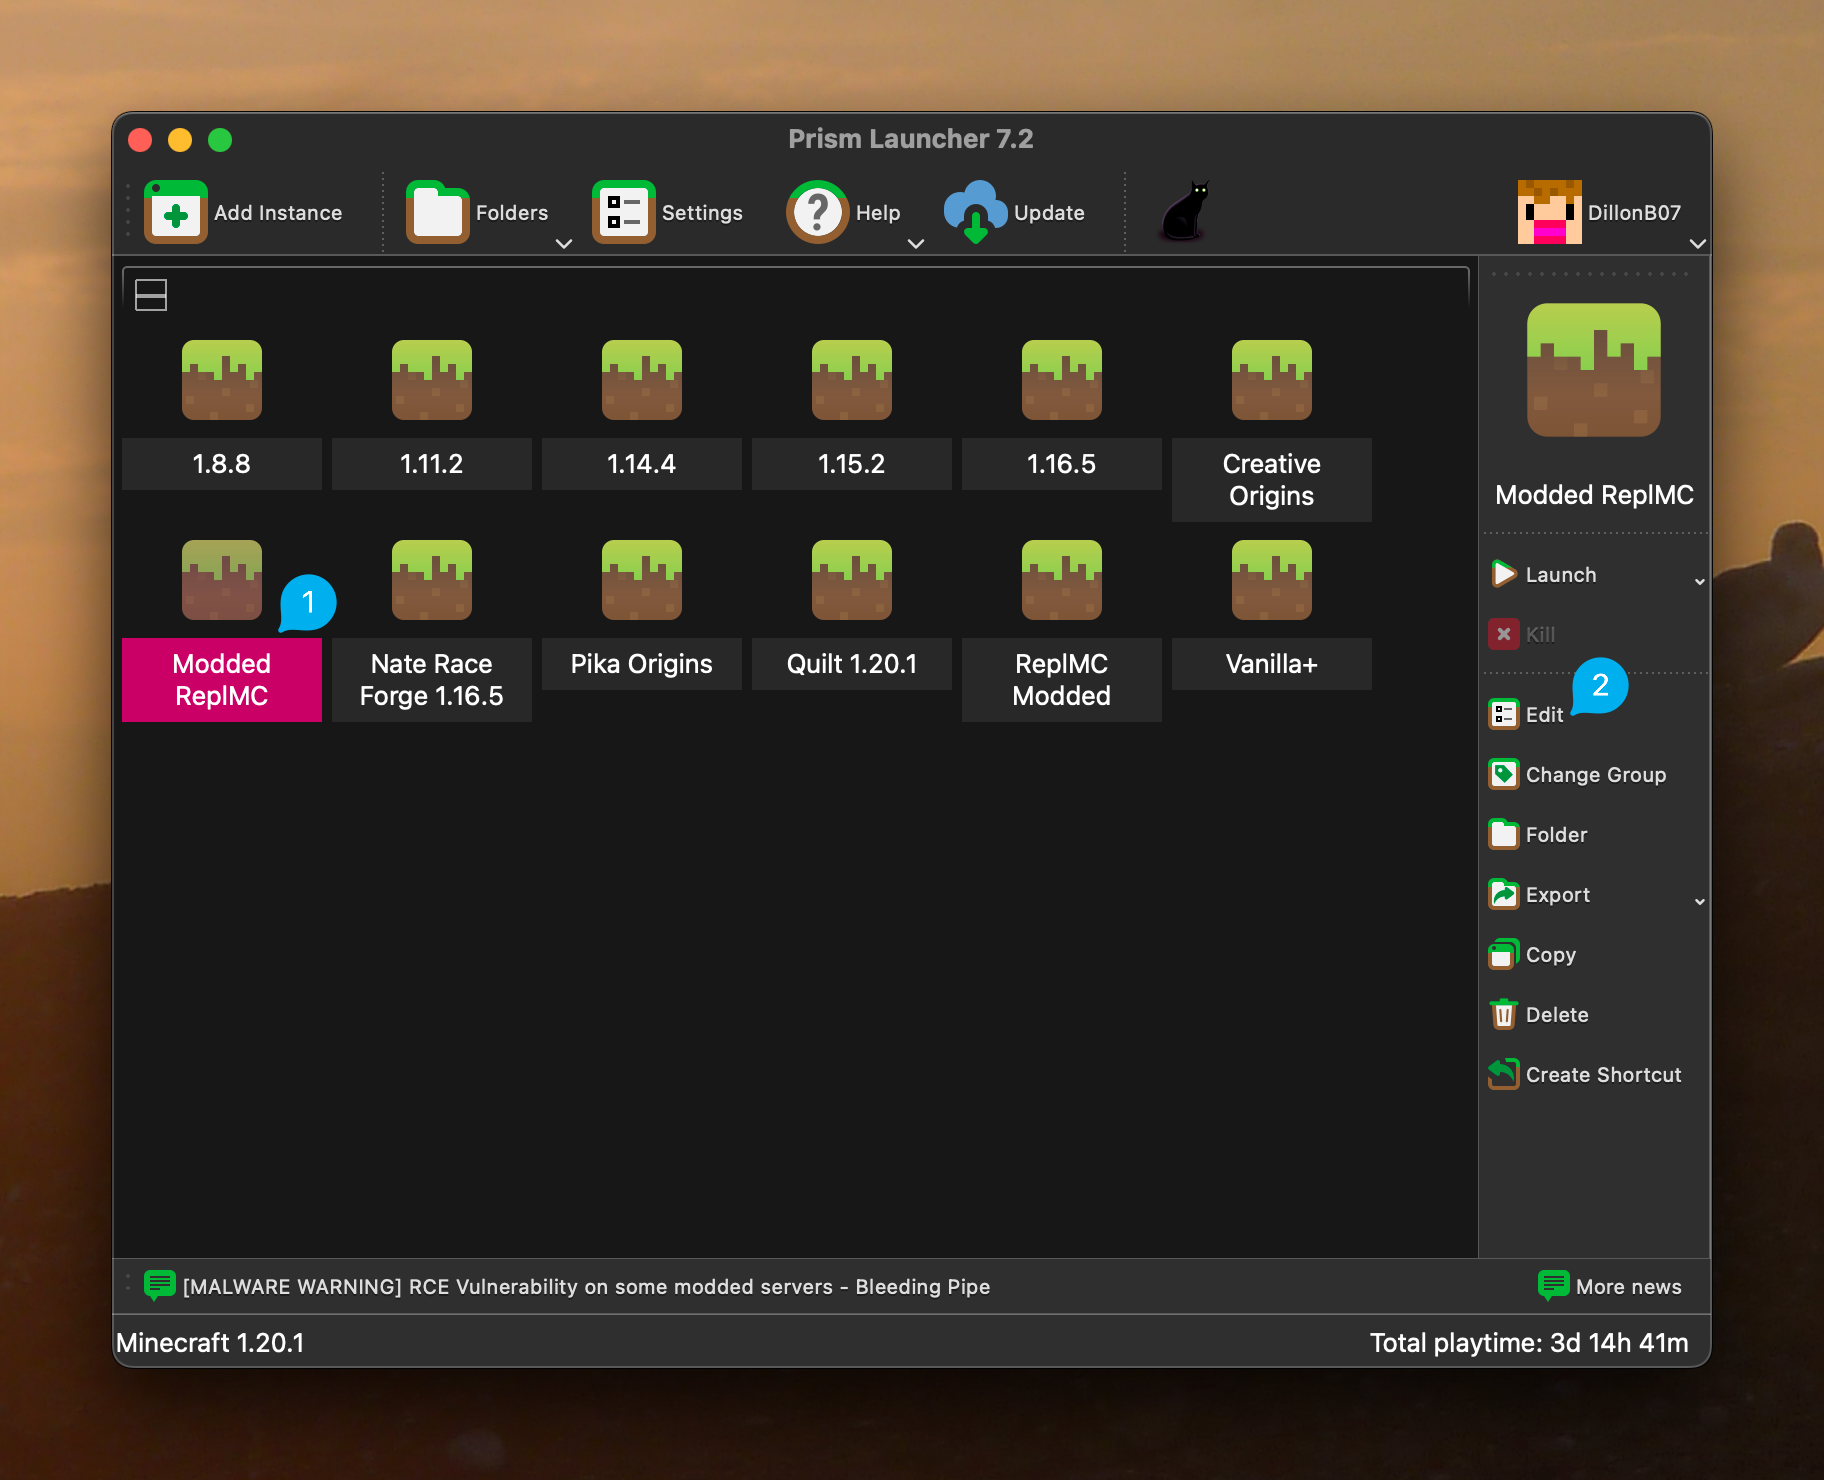 Prism Launcher 7.2
Add Instance
Folders
Settings
Help
Update
DillonB07
1.8.8
1.11.2
1.14.4
1.15.2
1.16.5
Creative
Origins
1
Modded
ReplMC
Nate Race
Forge 1.16.5
Pika Origins
Quilt 1.20.1
ReplMC
Modded
Vanilla+
Modded ReplMC
Launch
Kill
2
Edit
Change Group
Folder
Export
Copy
Delete
Create Shortcut
[MALWARE WARNING] RCE Vulnerability on some modded servers - Bleeding Pipe
More news
Minecraft 1.20.1
Total playtime: 3d 14h 41m